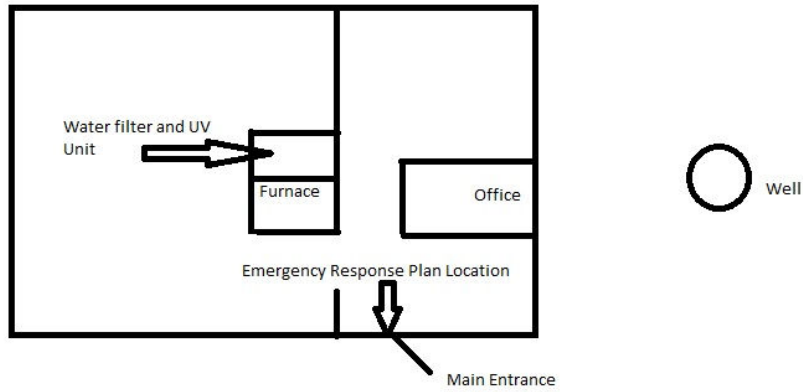 Water filter and UV
Unit
Furnace
Office
Well
Emergency Response Plan Location
Main Entrance